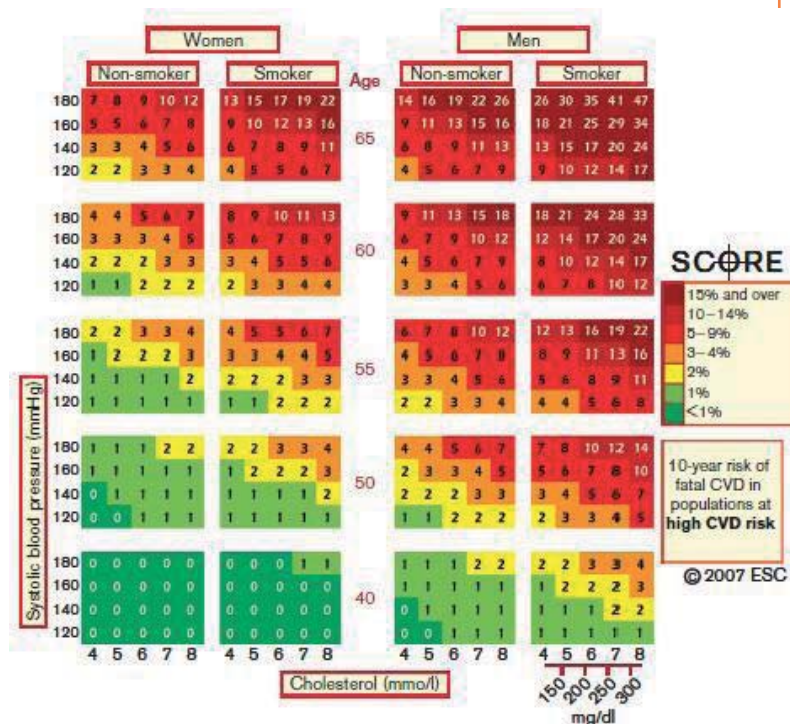 Women Men
Non-smoker Smoker Age Non-smoker Smoker
180 7 8 9 10 12 13 15 17 19 22 14 16 19 22 26 26 30 35 41 47
160 5 5 6 7 8 9 10 12 13 16 9 11 13 15 16 18 21 25 29 34
65
140 3 3 4 5 6 6 7 8 9 11 6 8 9 11 13 13 15 17 20 24
120 2 2 3 3 4 4 5 5 6 7 4 5 6 7 9 9 10 12 14 17
180 4 4 5 6 7 8 9 10 11 13 9 11 13 15 18 18 21 24 28 33
160 3 3 3 4 5 5 6 7 8 9 6 7 9 10 12 12 14 17 20 24
60
140 2 2 2 3 3 3 4 5 5 6 4 5 6 7 9 8 10 12 14 17
120 1 1 2 2 2 2 3 3 4 4 3 3 4 5 6 6 7 8 10 12
180 2 2 3 3 4 4 5 5 6 7 6 7 8 10 12 12 13 16 19 22
160 1 2 2 2 3 3 3 4 4 5 4 5 6 7 8 8 9 11 13 16
55
140 1 1 1 1 2 2 2 2 3 3 3 3 4 5 6 5 6 8 9 11
120 1 1 1 1 1 1 1 2 2 2 2 2 3 3 4 4 4 5 6 8
180 1 1 1 2 2 2 2 3 3 4 4 4 5 6 7 7 8 10 12 14
160 1 1 1 1 1 1 2 2 2 3 2 3 3 4 5 5 6 7 8 10
50
140 0 1 1 1 1 1 1 1 1 2 2 2 2 3 3 3 4 5 6 7
120 0 0 1 1 1 1 1 1 1 1 1 1 2 2 2 2 3 3 4 5
180 0 0 0 0 0 0 0 0 1 1 1 1 1 2 2 2 2 3 3 4
160 0 0 0 0 0 0 0 0 0 0 1 1 1 1 1 1 2 2 2 3
40
140 0 0 0 0 0 0 0 0 0 0 0 1 1 1 1 1 1 1 2 2
120 0 0 0 0 0 0 0 0 0 0 0 0 1 1 1 1 1 1 1 1
4 5 6 7 8 4 5 6 7 8 4 5 6 7 8 4 5 6 7 8
150 200 250 300
mg/dl
Cholesterol (mmo/l)
Systolic blood pressure (mmHg)
SCORE
15% and over
10–14%
5–9%
3–4%
2%
1%
<1%
10-year risk of
fatal CVD in
populations at
high CVD risk
© 2007 ESC